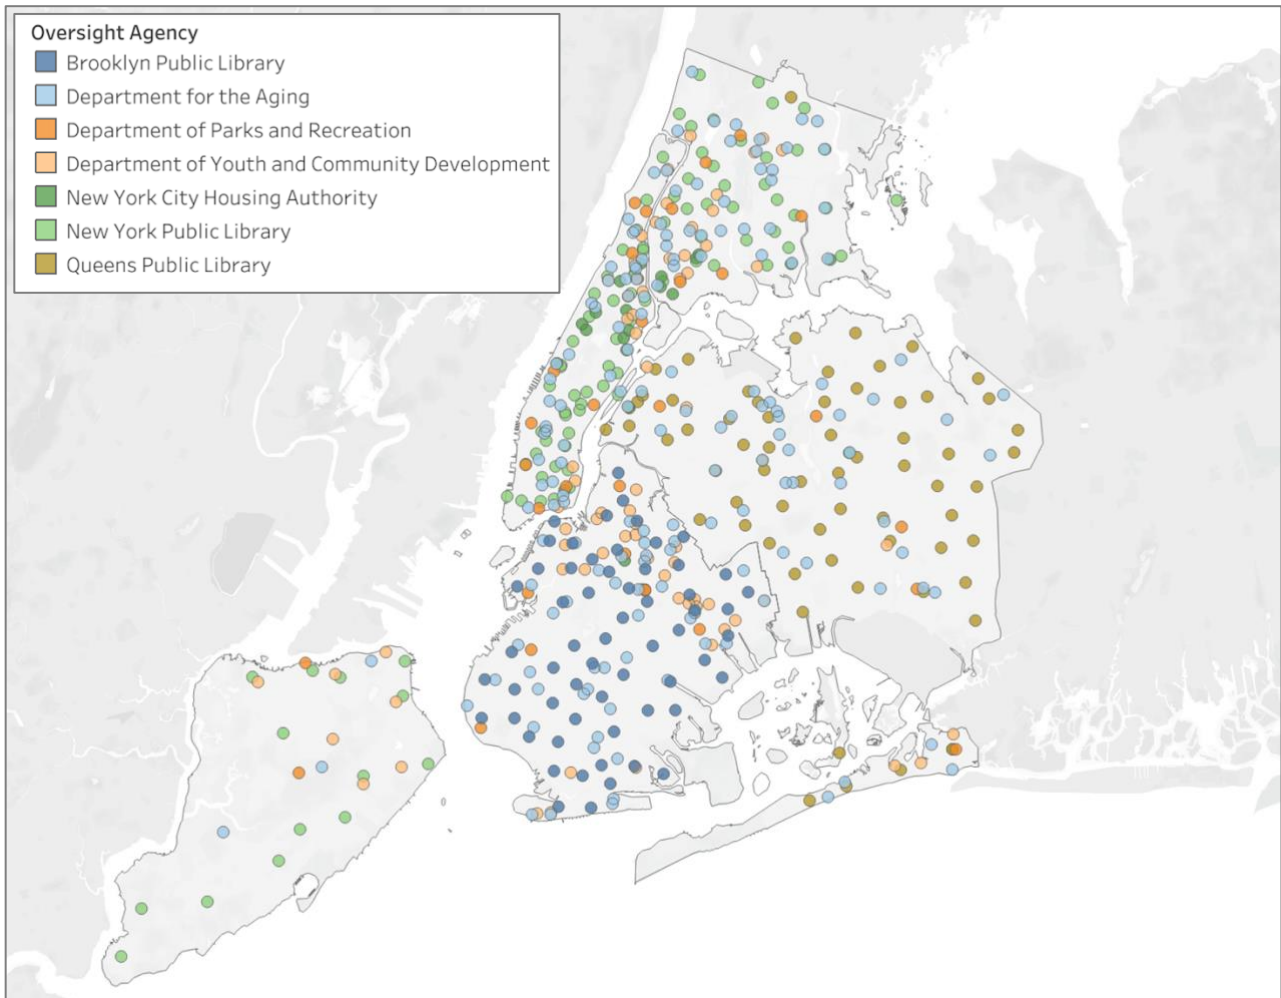 Oversight Agency
Brooklyn Public Library
Department for the Aging
Department of Parks and Recreation
Department of Youth and Community Development
New York City Housing Authority
New York Public Library
Queens Public Library